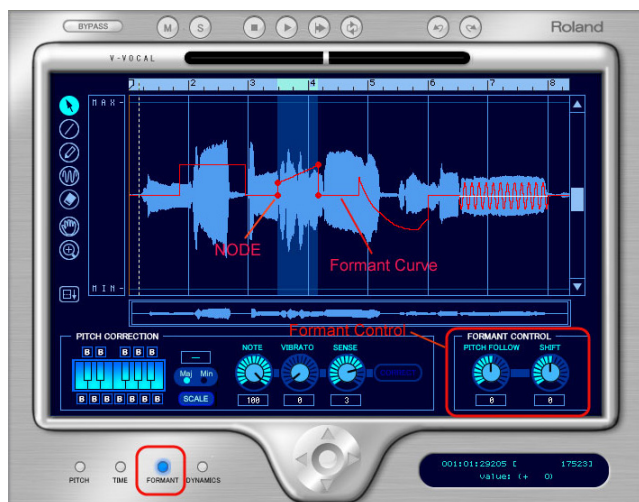 BYPASS M S Roland
V-VOCAL
1 2 3 4 5 6 7 8
MAX
NODE
Formant Curve
MIN
Formant Control
PITCH CORRECTION
FORMANT CONTROL
NOTE VIBRATO SENSE
PITCH FOLLOW SHIFT
B B B B B
Maj Min
B B B B B B B
SCALE
100 0 3
0 0
PITCH TIME FORMANT DYNAMICS
001:01:29205 [ 17523]
value: (+ 0)